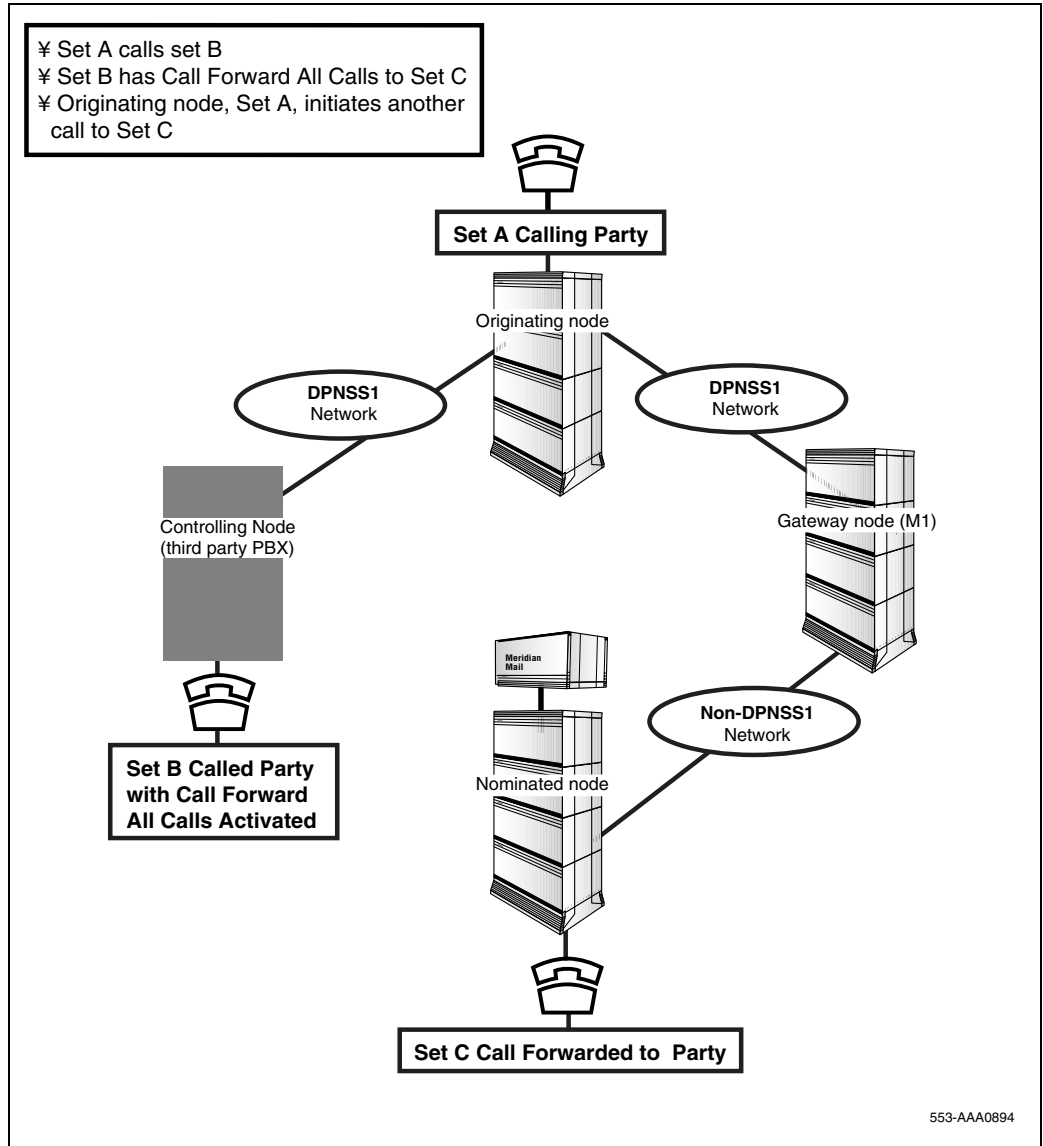 ¥ Set A calls set B
¥ Set B has Call Forward All Calls to Set C
¥ Originating node, Set A, initiates another
call to Set C
Set A Calling Party
Originating node
DPNSS1
Network
DPNSS1
Network
Controlling Node
(third party PBX)
Gateway node (M1)
Meridian
Mail
Non-DPNSS1
Network
Set B Called Party
with Call Forward
All Calls Activated
Nominated node
Set C Call Forwarded to  Party
553-AAA0894